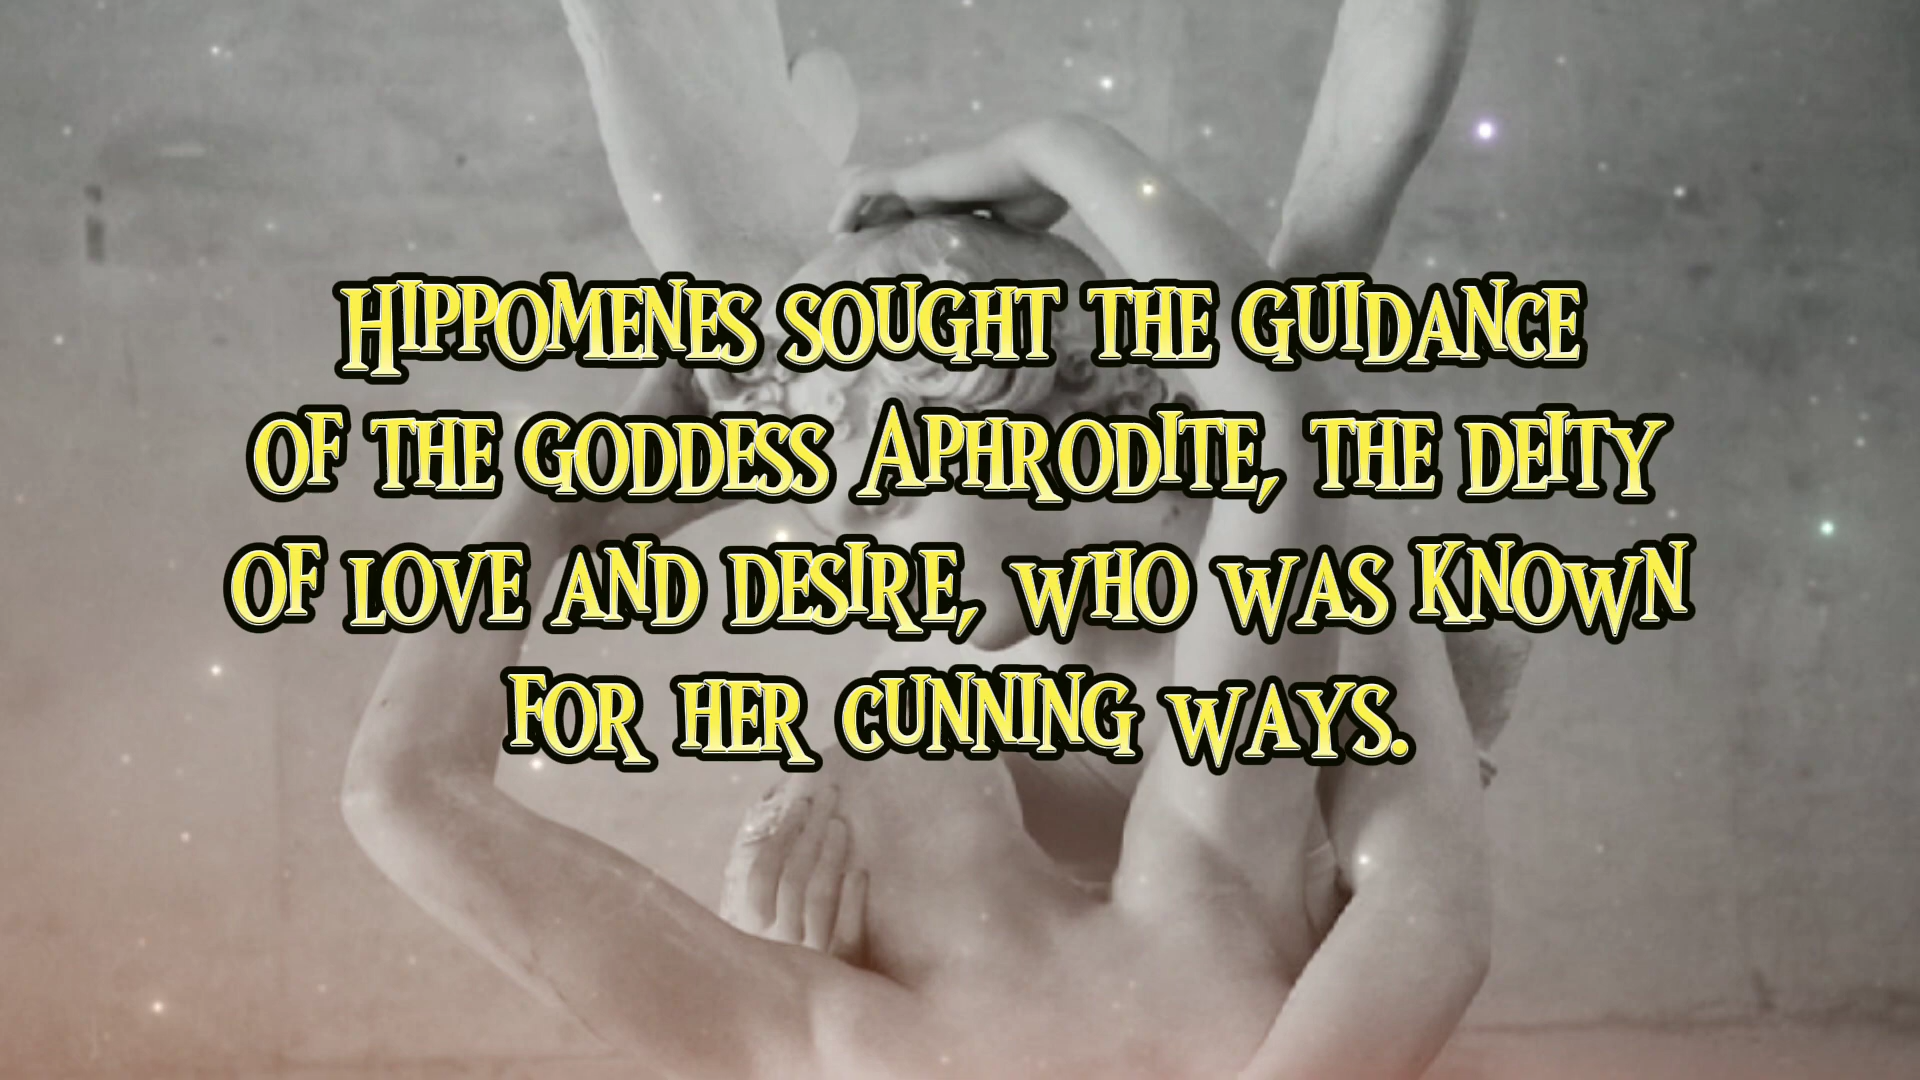 Hippomenes sought the guidance
of the goddess Aphrodite, the deity
of love and desire, who was known
for her cunning ways.